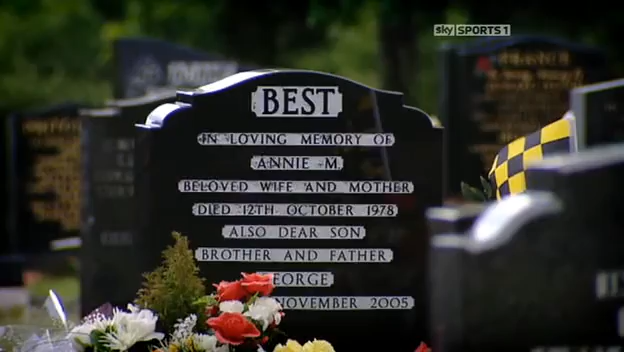 sky SPORTS 1
BEST
IN LOVING MEMORY OF
ANNIE M
BELOVED WIFE AND MOTHER
DIED 12TH OCTOBER 1978
ALSO DEAR SON
BROTHER AND FATHER
GEORGE
NOVEMBER 2005